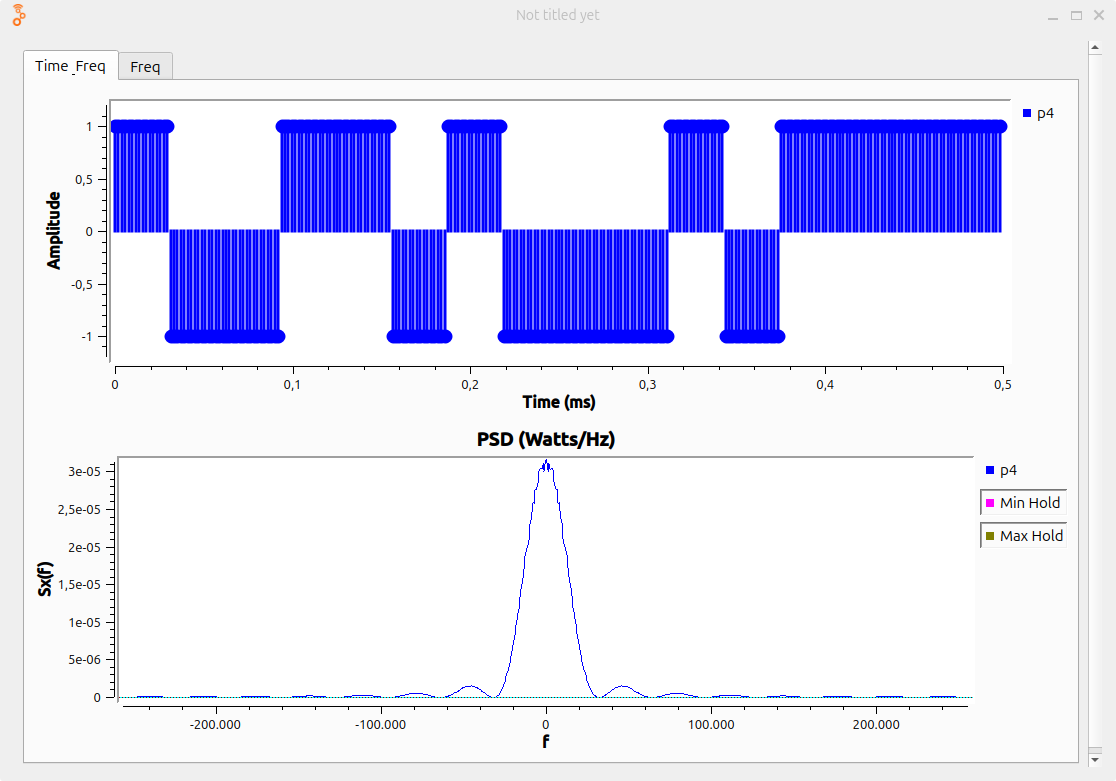 Not titled yet
Time_Freq
Freq
1
0,5
0
-0,5
-1
Amplitude
p4
0
0,1
0,2
0,3
0,4
0,5
Time (ms)
PSD (Watts/Hz)
3e-05
2,5e-05
2e-05
1,5e-05
1e-05
5e-06
0
Sx(f)
p4
Min Hold
Max Hold
-200.000
-100.000
0
100.000
200.000
f